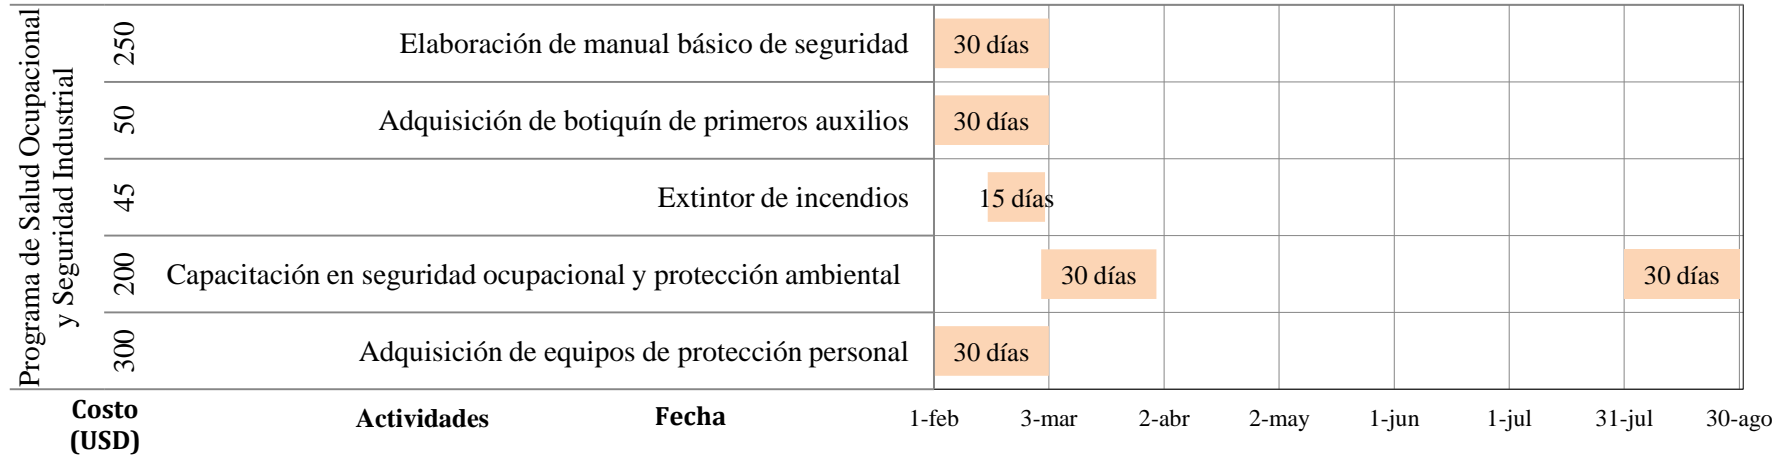 Programa de Salud Ocupacional
y Seguridad Industrial
250
Elaboración de manual básico de seguridad
30 días
50
Adquisición de botiquín de primeros auxilios
30 días
45
Extintor de incendios
15 días
200
Capacitación en seguridad ocupacional y protección ambiental
30 días
30 días
300
Adquisición de equipos de protección personal
30 días
Costo
(USD)
Actividades
Fecha
1-feb
3-mar
2-abr
2-may
1-jun
1-jul
31-jul
30-ago